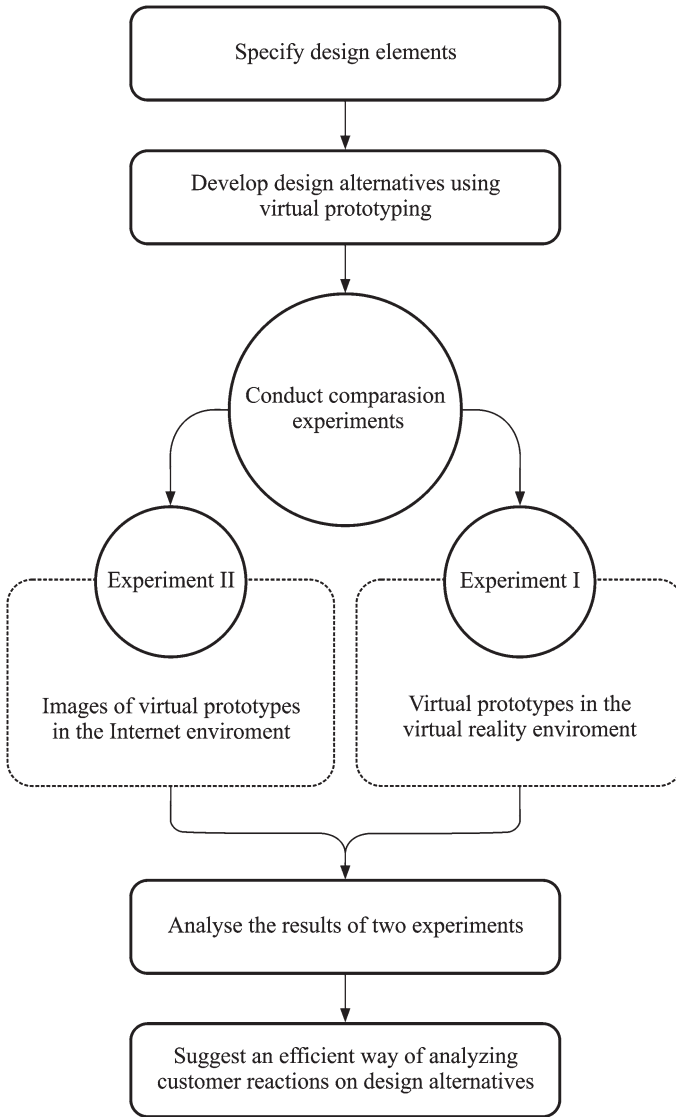 Specify design elements
Develop design alternatives using
virtual prototyping
Conduct comparasion
experiments
Experiment II
Experiment I
Images of virtual prototypes
in the Internet enviroment
Virtual prototypes in the
virtual reality enviroment
Analyse the results of two experiments
Suggest an efficient way of analyzing
customer reactions on design alternatives